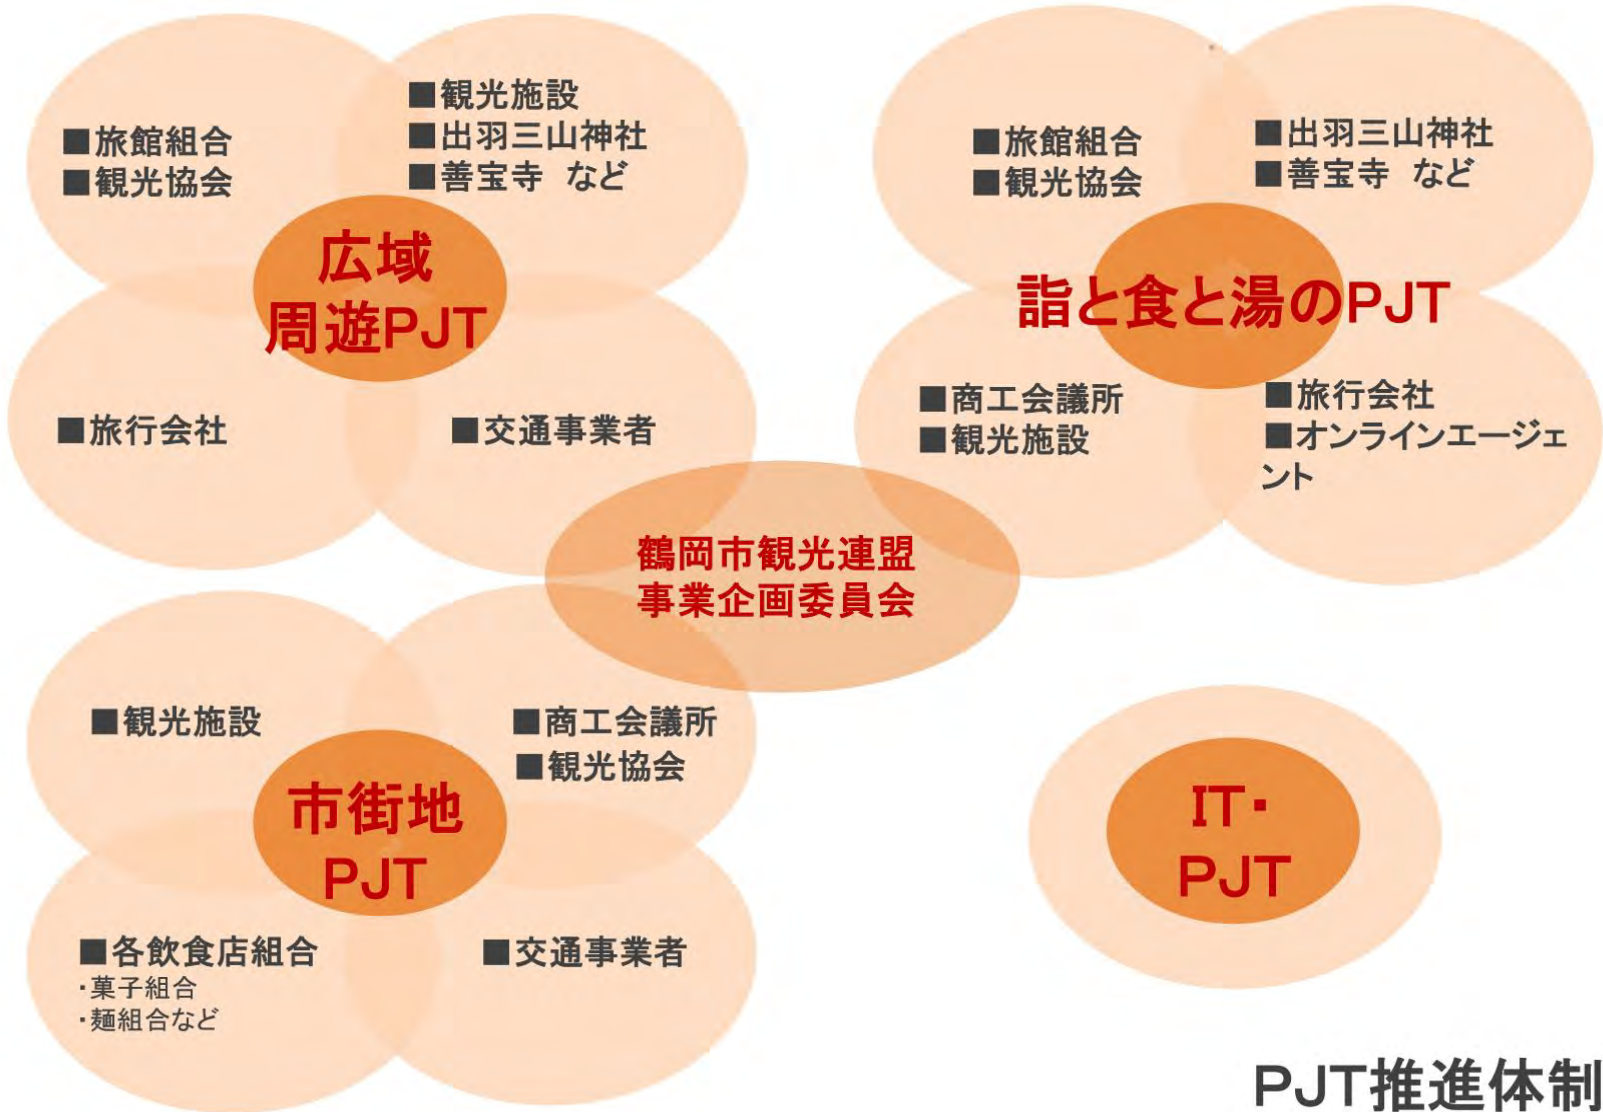 ■旅館組合
■観光協会
■観光施設
■出羽三山神社
■善宝寺 など
広域
周遊PJT
■旅行会社
■交通事業者
■旅館組合
■観光協会
■出羽三山神社
■善宝寺 など
詣と食と湯のPJT
■商工会議所
■観光施設
■旅行会社
■オンラインエージェ
ント
鶴岡市観光連盟
事業企画委員会
■観光施設
■商工会議所
■観光協会
市街地
PJT
■各飲食店組合
・菓子組合
・麺組合など
■交通事業者
IT・
PJT
PJT推進体制